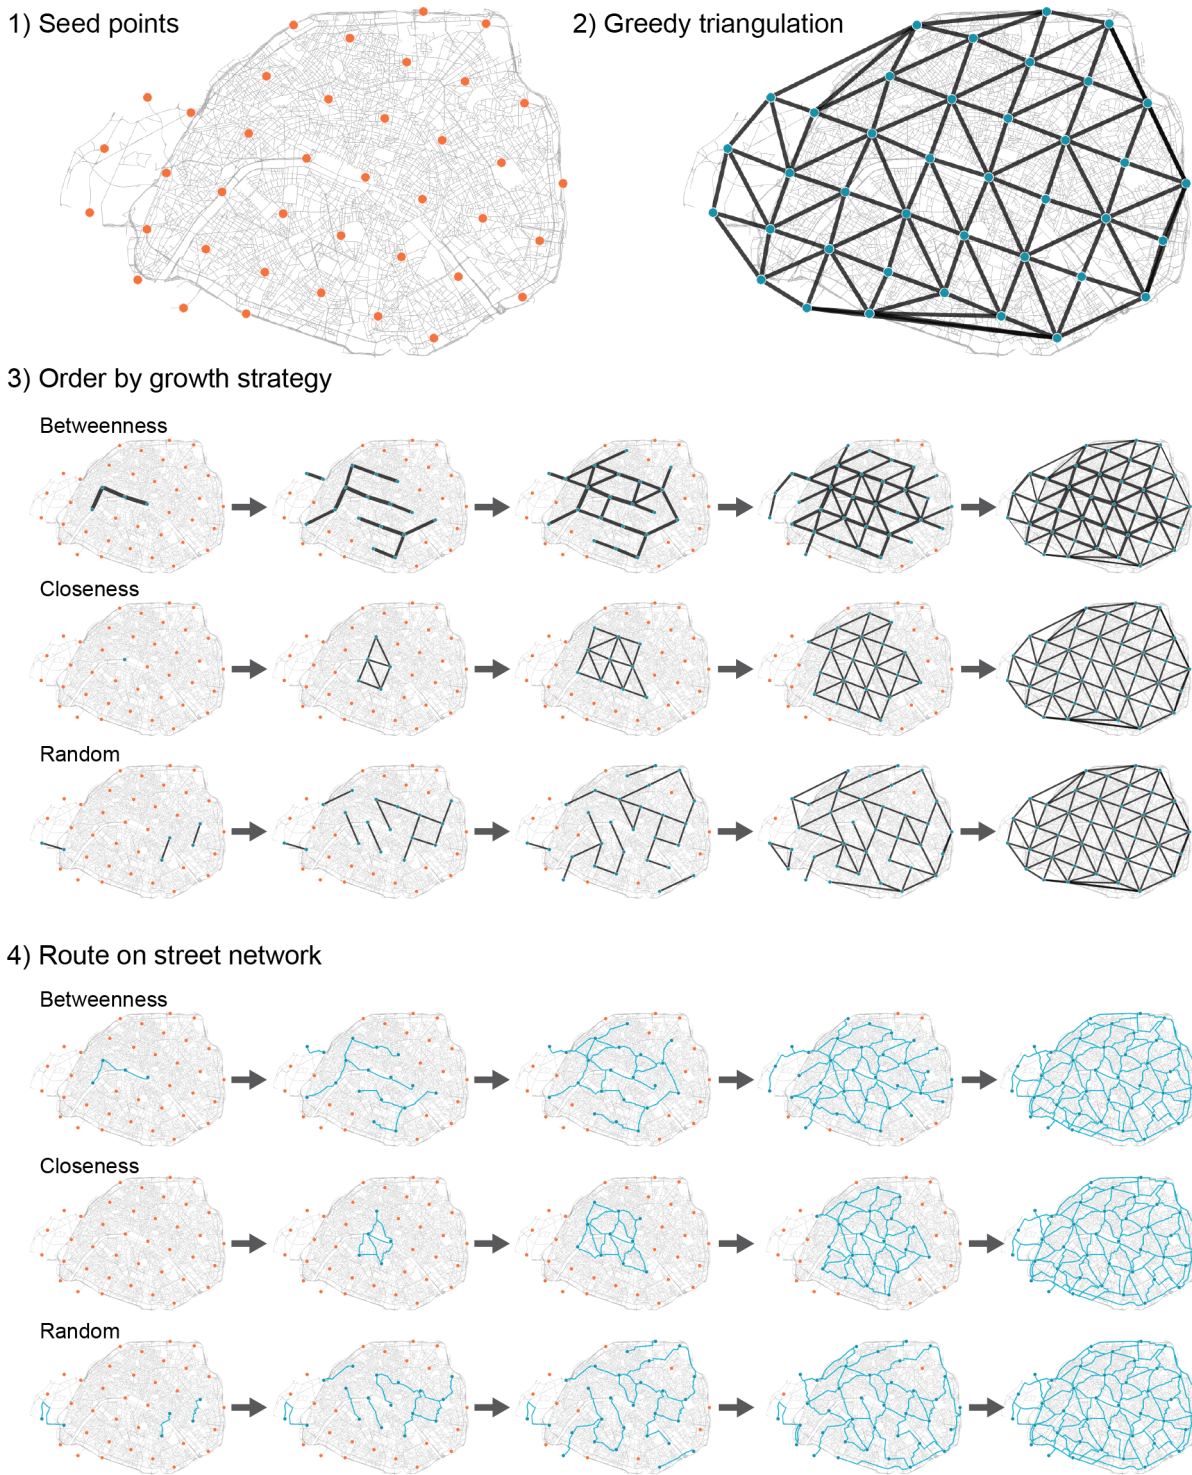 1) Seed points
2) Greedy triangulation
3) Order by growth strategy
Betweenness
Closeness
Random
4) Route on street network
Betweenness
Closeness
Random